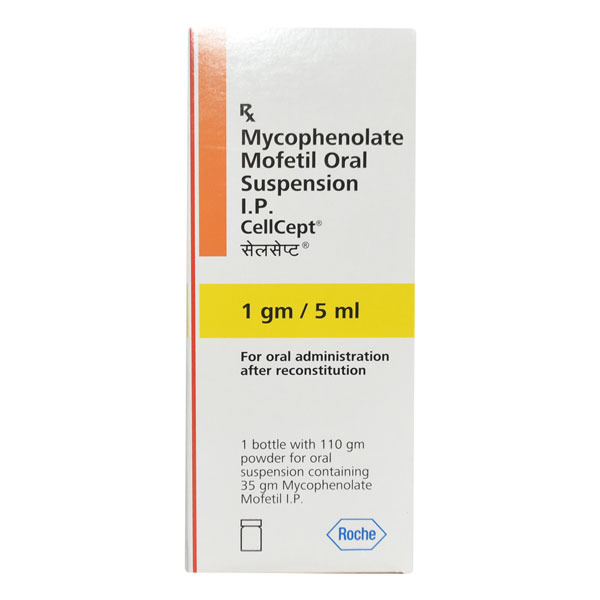 Rx
Mycophenolate
Mofetil Oral
Suspension
I.P.
CellCept®
सेलसेप्ट®
1 gm / 5 ml
For oral administration
after reconstitution
1 bottle with 110 gm
powder for oral
suspension containing
35 gm Mycophenolate
Mofetil I.P.
Roche